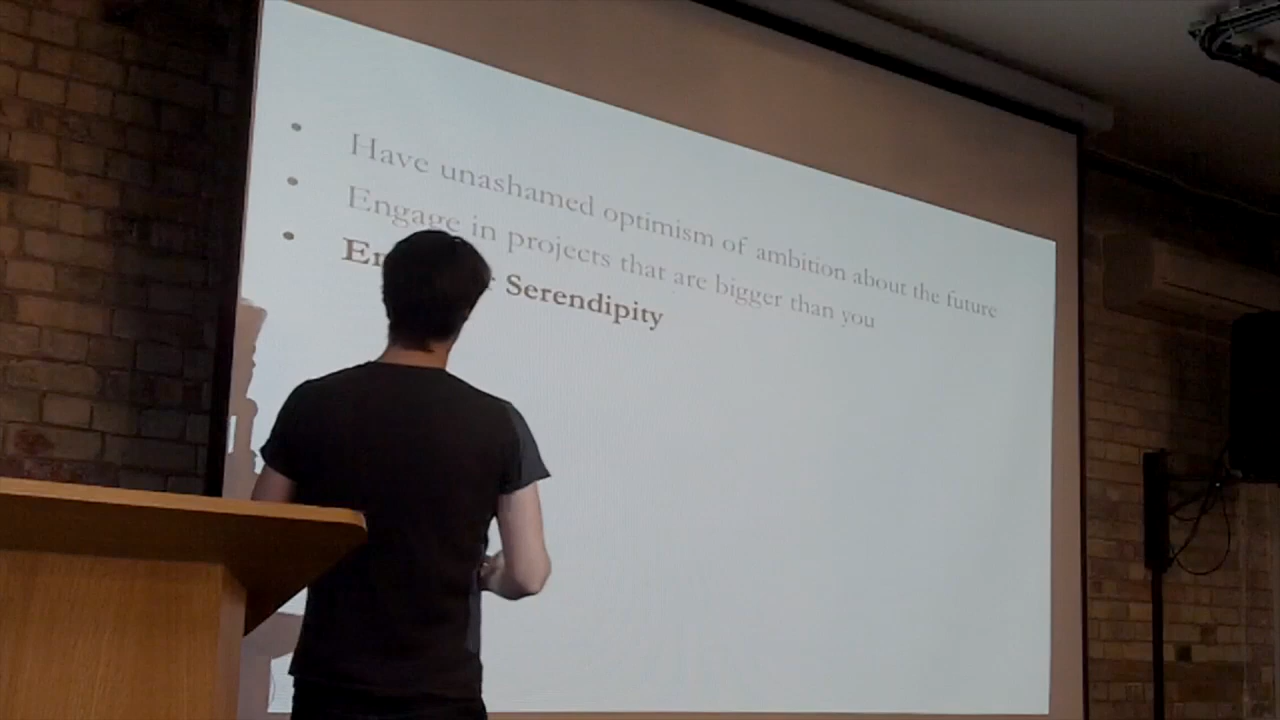 Have unashamed optimism of ambition about the future
Engage in projects that are bigger than you
Serendipity